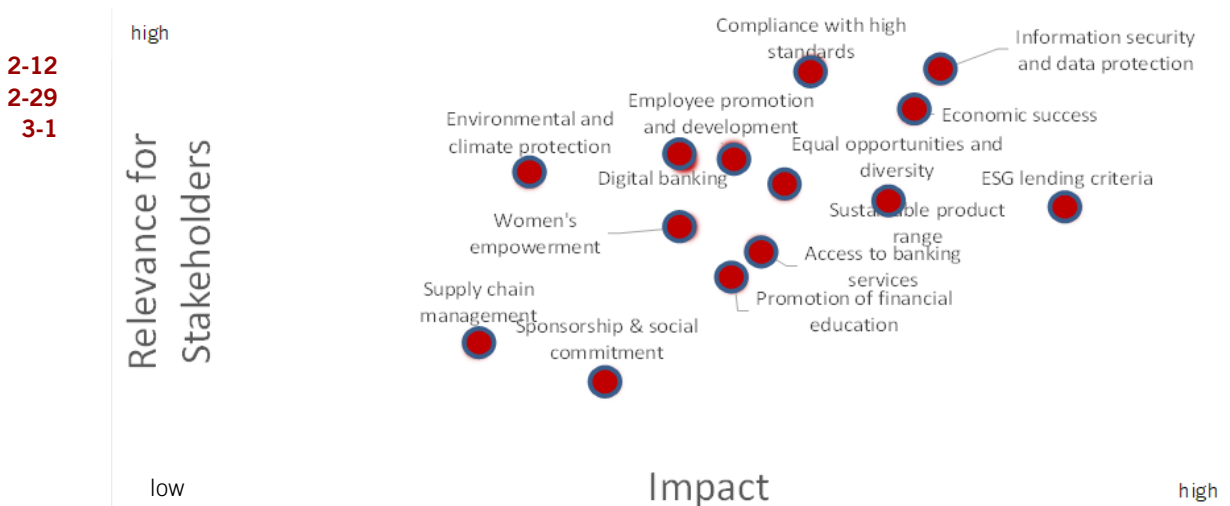 high
2-12
2-29
3-1
Relevance for
Stakeholders
Compliance with high
standards
Information security
and data protection
Economic success
Employee promotion
and development
Environmental and
climate protection
Equal opportunities and
diversity
Digital banking
ESG lending criteria
Sustainable product
range
Women's
empowerment
Access to banking
services
Promotion of financial
education
Supply chain
management
Sponsorship & social
commitment
low
Impact
high